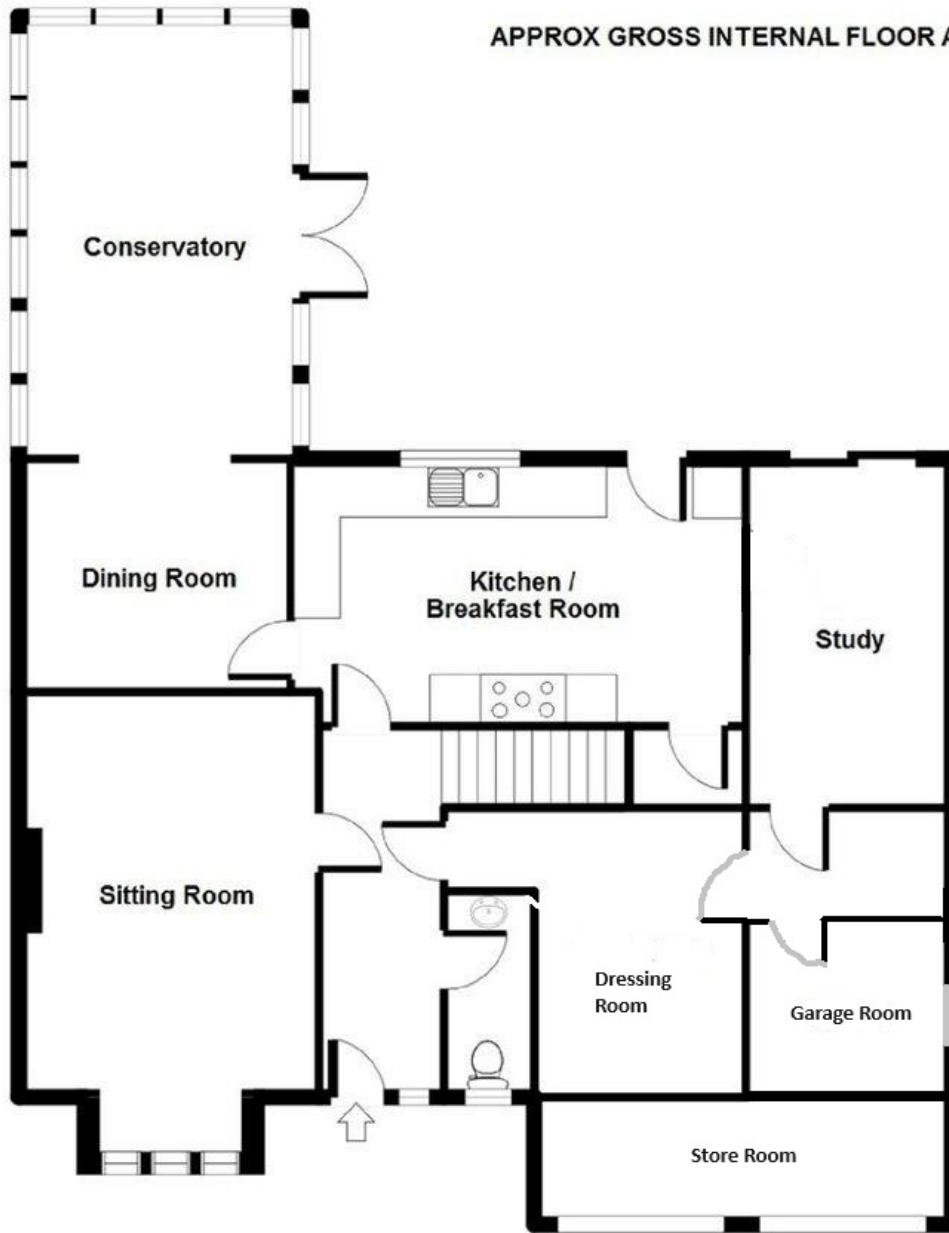 APPROX GROSS INTERNAL FLOOR A
Conservatory
Dining Room
Kitchen /
Breakfast Room
Study
Sitting Room
Dressing
Room
Garage Room
Store Room